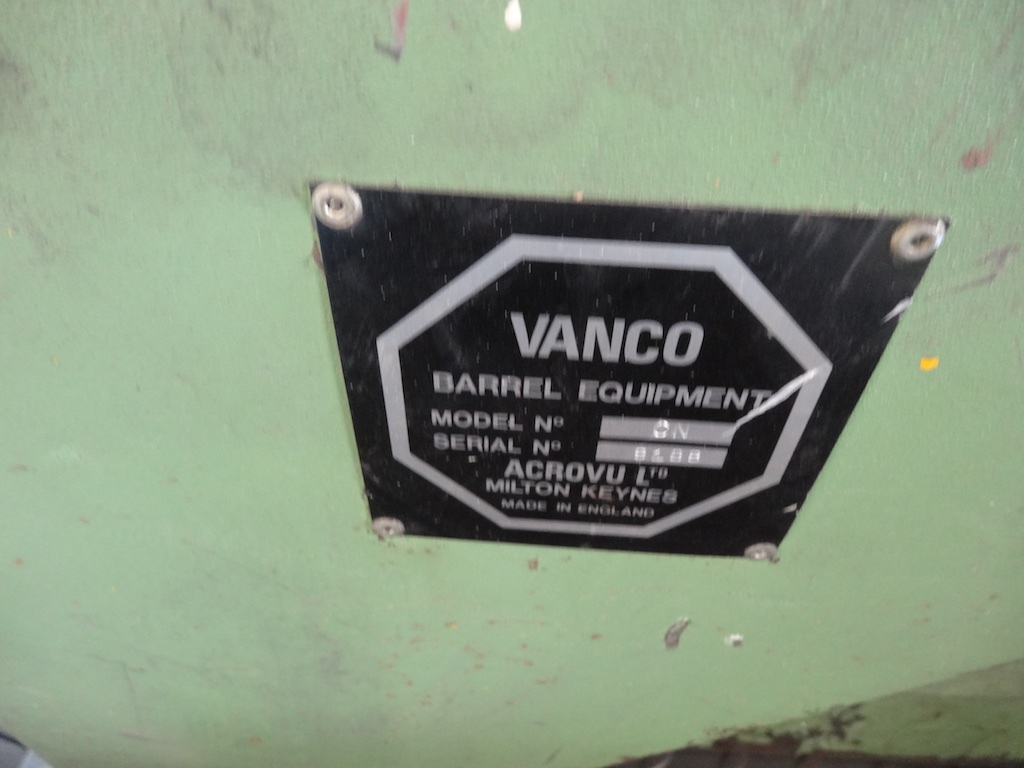 VANCO
BARREL EQUIPMENT
MODEL Nº
SERIAL Nº
ACROVU LTD
MILTON KEYNES
MADE IN ENGLAND